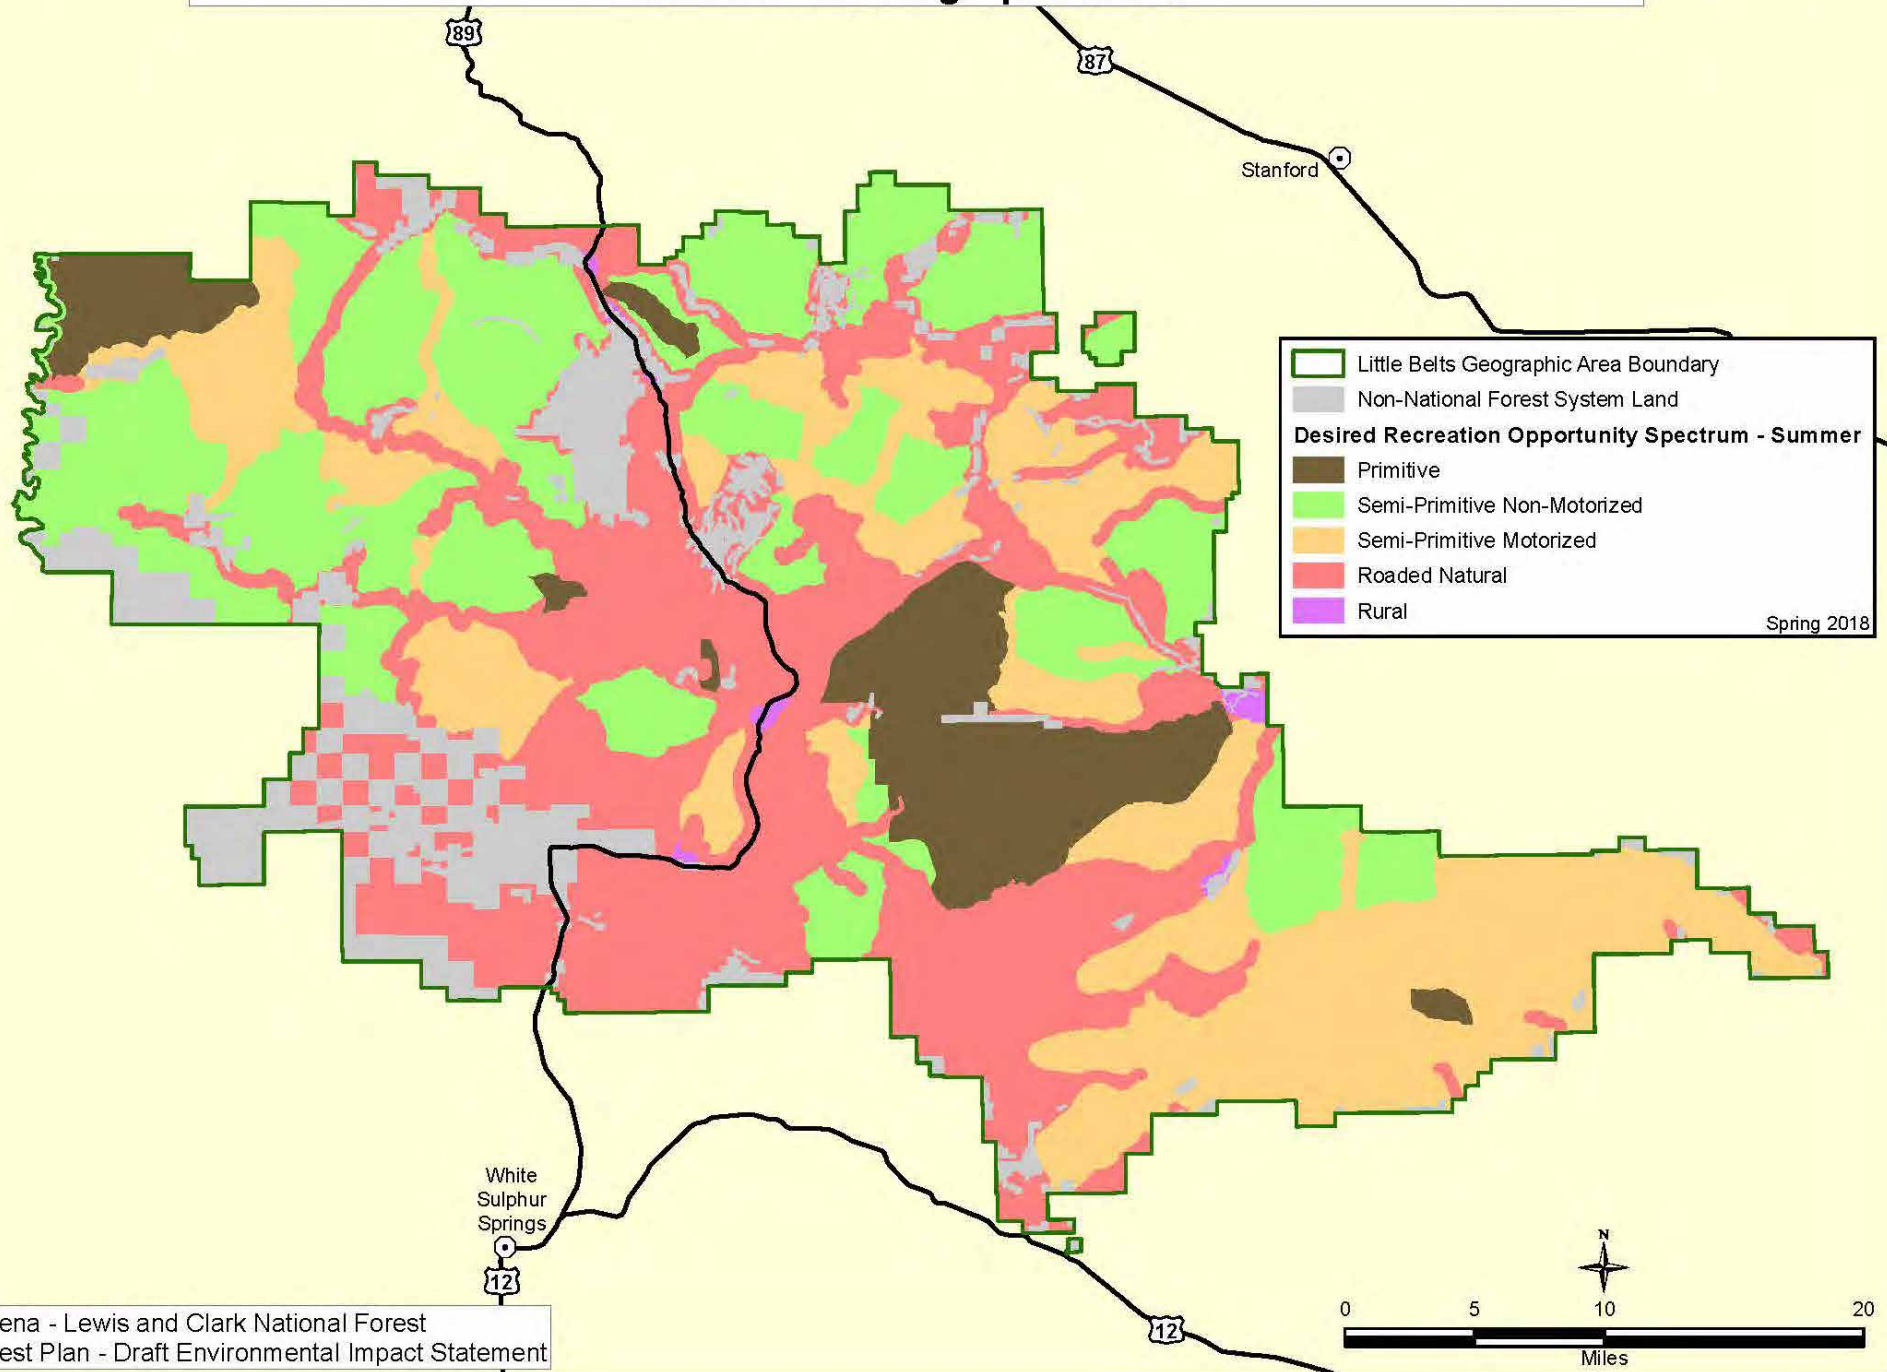 89
87
Stanford
Little Belts Geographic Area Boundary
Non-National Forest System Land
Desired Recreation Opportunity Spectrum - Summer
Primitive
Semi-Primitive Non-Motorized
Semi-Primitive Motorized
Roaded Natural
Rural
Spring 2018
White
Sulphur
Springs
12
12
N
0 5 10 20
Miles
ena - Lewis and Clark National Forest
est Plan - Draft Environmental Impact Statement